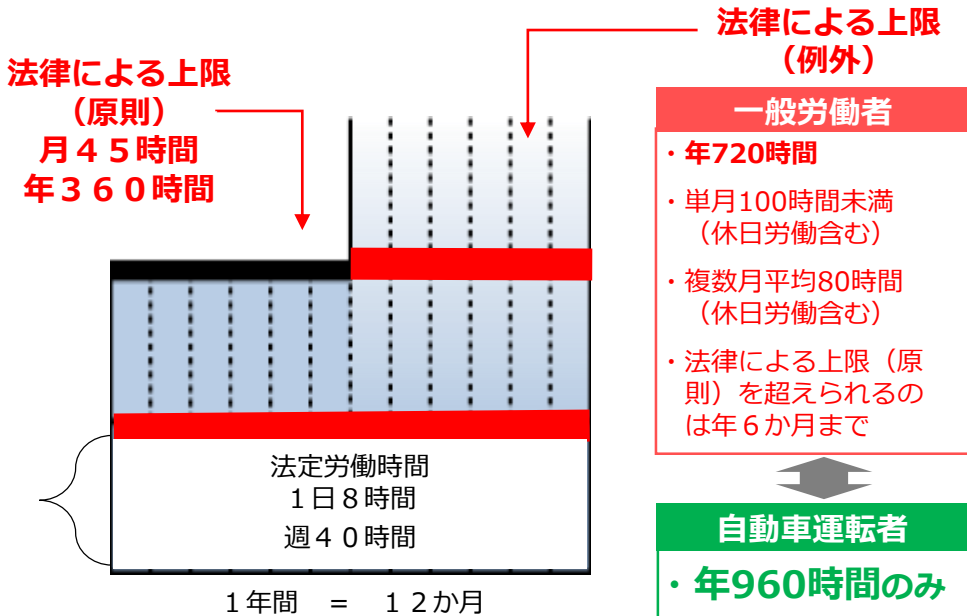 法律による上限
（原則）
月４５時間
年３６０時間
法律による上限
（例外）
一般労働者
・年720時間
・単月100時間未満
（休日労働含む）
・複数月平均80時間
（休日労働含む）
・法律による上限（原
則）を超えられるの
は年６か月まで
自動車運転者
・年960時間のみ
法定労働時間
１日８時間
週４０時間
１年間　＝　１２か月